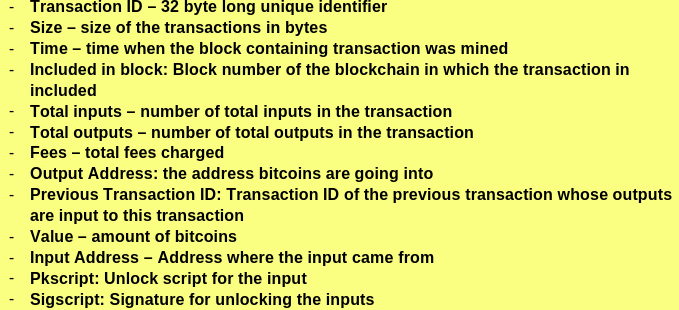 - Transaction ID – 32 byte long unique identifier
- Size – size of the transactions in bytes
- Time – time when the block containing transaction was mined
- Included in block: Block number of the blockchain in which the transaction in
included
- Total inputs – number of total inputs in the transaction
- Total outputs – number of total outputs in the transaction
- Fees – total fees charged
- Output Address: the address bitcoins are going into
- Previous Transaction ID: Transaction ID of the previous transaction whose outputs
are input to this transaction
- Value – amount of bitcoins
- Input Address – Address where the input came from
- Pkscript: Unlock script for the input
- Sigscript: Signature for unlocking the inputs